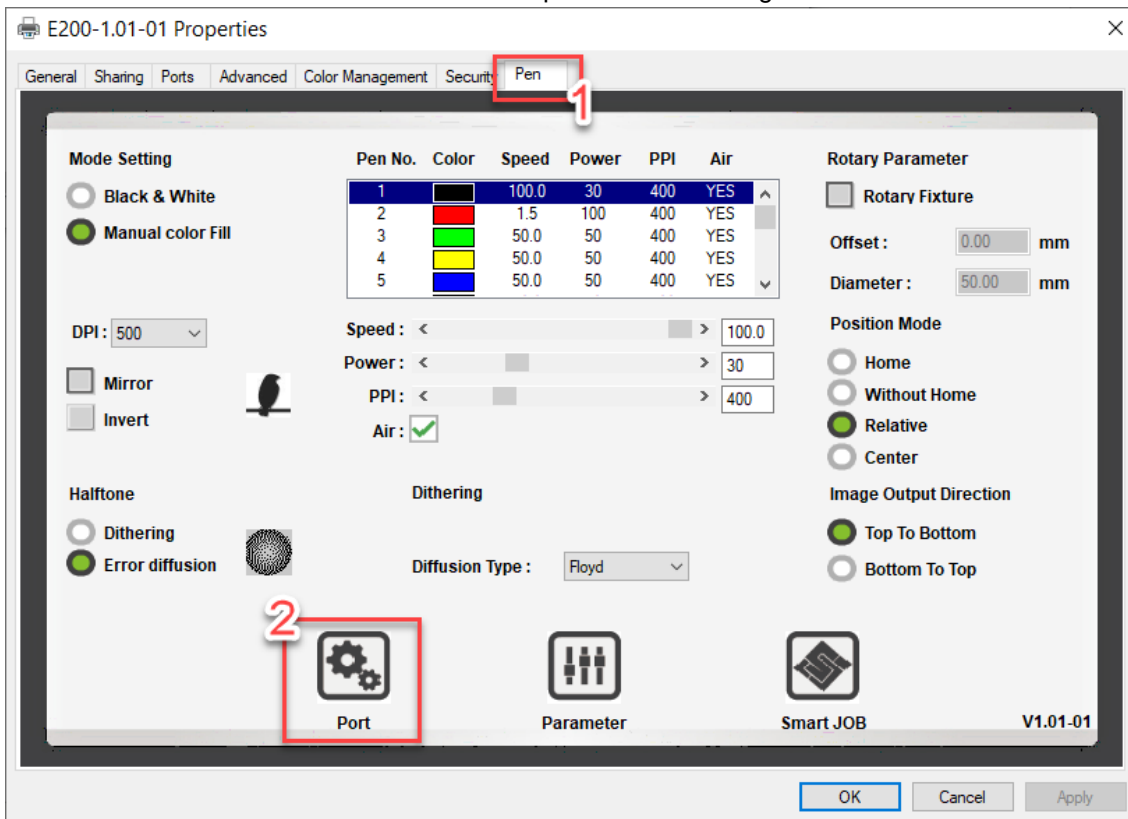 E200-1.01-01 Properties
General Sharing Ports Advanced Color Management Security Pen
1
Mode Setting
Black & White
Manual color Fill
Pen No. Color Speed Power PPI Air
1 100.0 30 400 YES
2 1.5 100 400 YES
3 50.0 50 400 YES
4 50.0 50 400 YES
5 50.0 50 400 YES
Rotary Parameter
Rotary Fixture
Offset : 0.00 mm
Diameter : 50.00 mm
DPI : 500
Mirror
Invert
Speed : 100.0
Power : 30
PPI : 400
Air :
Position Mode
Home
Without Home
Relative
Center
Halftone
Dithering
Error diffusion
Dithering
Diffusion Type : Floyd
Image Output Direction
Top To Bottom
Bottom To Top
2
Port
Parameter
Smart JOB
V1.01-01
OK Cancel Apply